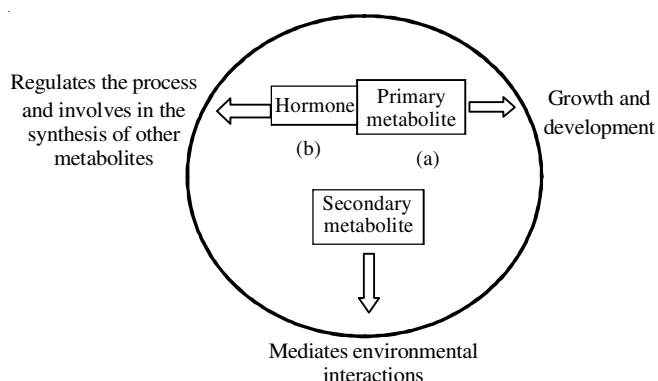 Regulates the process
and involves in the
synthesis of other
metabolites
Hormone
(b)
Primary
metabolite
(a)
Growth and
development
Secondary
metabolite
Mediates environmental
interactions